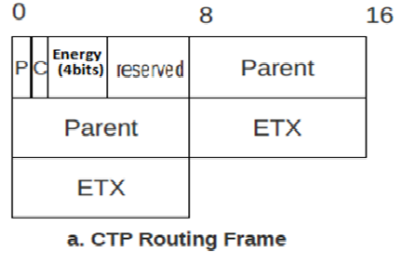 0 8 16
P C Energy (4bits) reserved Parent
Parent ETX
ETX
a. CTP Routing Frame